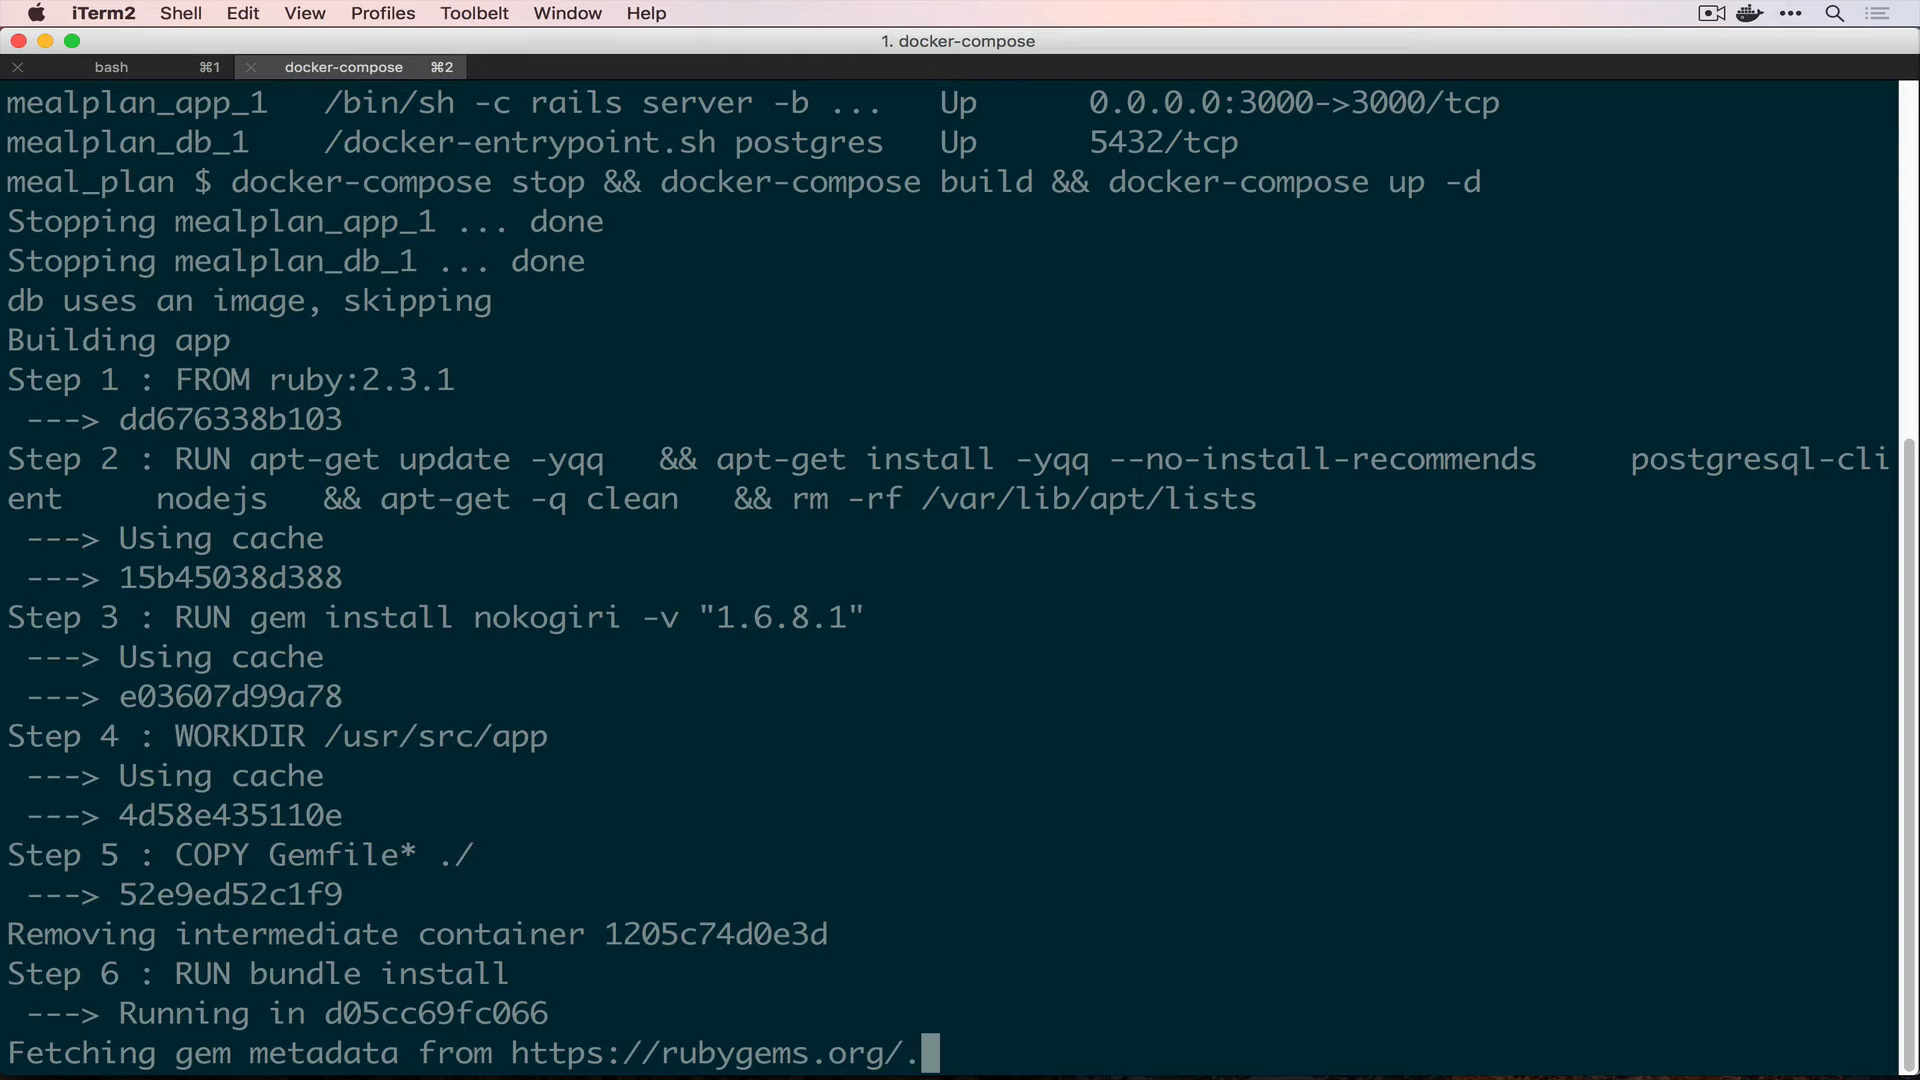 iTerm2 Shell Edit View Profiles Toolbelt Window Help
1. docker-compose
bash ⌘1 docker-compose ⌘2
mealplan_app_1   /bin/sh -c rails server -b ...   Up      0.0.0.0:3000->3000/tcp
mealplan_db_1    /docker-entrypoint.sh postgres   Up      5432/tcp
meal_plan $ docker-compose stop && docker-compose build && docker-compose up -d
Stopping mealplan_app_1 ... done
Stopping mealplan_db_1 ... done
db uses an image, skipping
Building app
Step 1 : FROM ruby:2.3.1
 ---> dd676338b103
Step 2 : RUN apt-get update -yqq   && apt-get install -yqq --no-install-recommends     postgresql-cli
ent     nodejs   && apt-get -q clean   && rm -rf /var/lib/apt/lists
 ---> Using cache
 ---> 15b45038d388
Step 3 : RUN gem install nokogiri -v "1.6.8.1"
 ---> Using cache
 ---> e03607d99a78
Step 4 : WORKDIR /usr/src/app
 ---> Using cache
 ---> 4d58e435110e
Step 5 : COPY Gemfile* ./
 ---> 52e9ed52c1f9
Removing intermediate container 1205c74d0e3d
Step 6 : RUN bundle install
 ---> Running in d05cc69fc066
Fetching gem metadata from https://rubygems.org/.